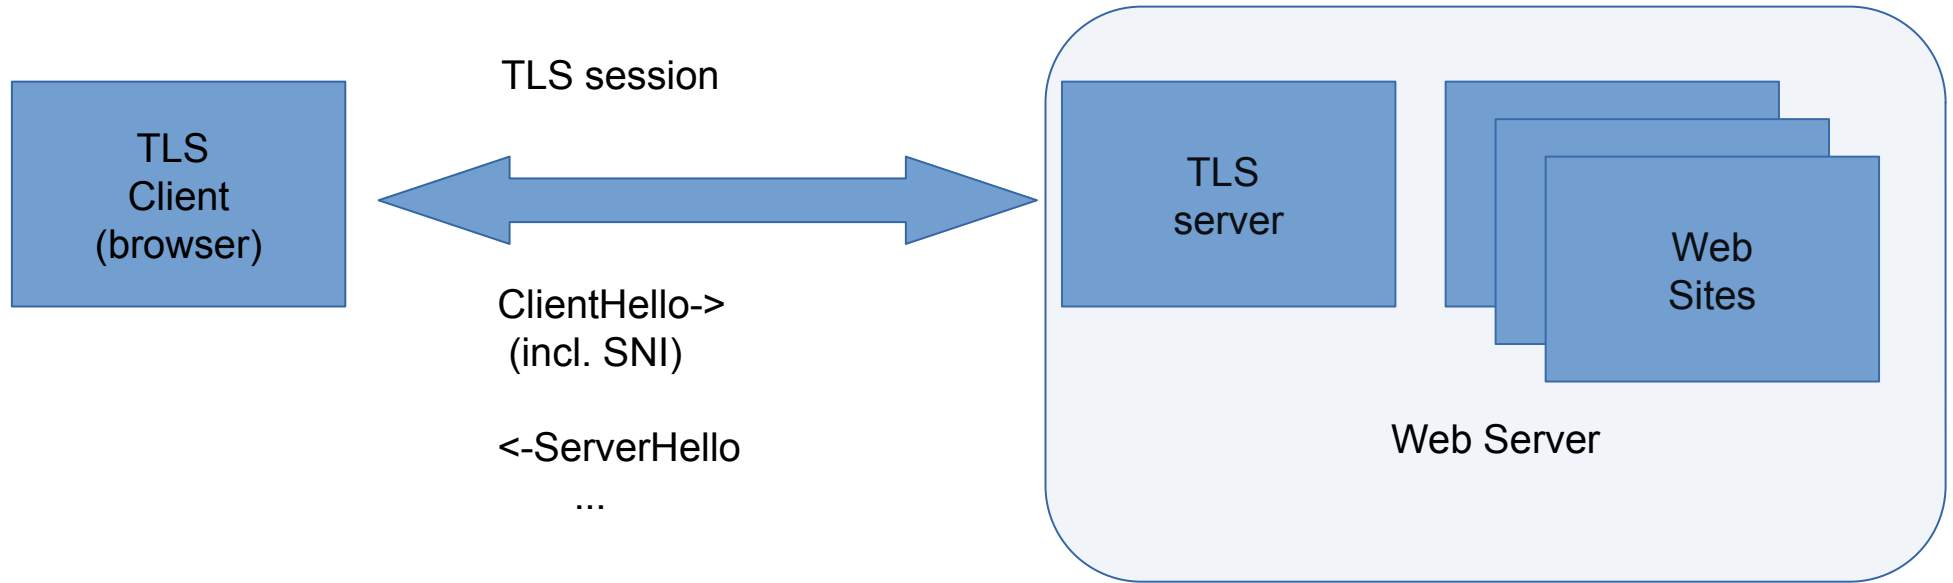 TLS session
TLS
Client
(browser)
ClientHello->
(incl. SNI)
<-ServerHello
...
TLS
server
Web
Sites
Web Server